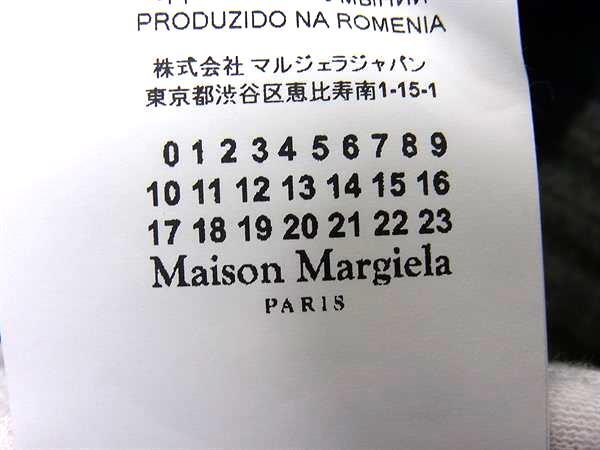 PRODUZIDO NA ROMENIA
株式会社 マルジェラジャパン
東京都渋谷区恵比寿南1-15-1
0 1 2 3 4 5 6 7 8 9
10 11 12 13 14 15 16
17 18 19 20 21 22 23
Maison Margiela
PARIS